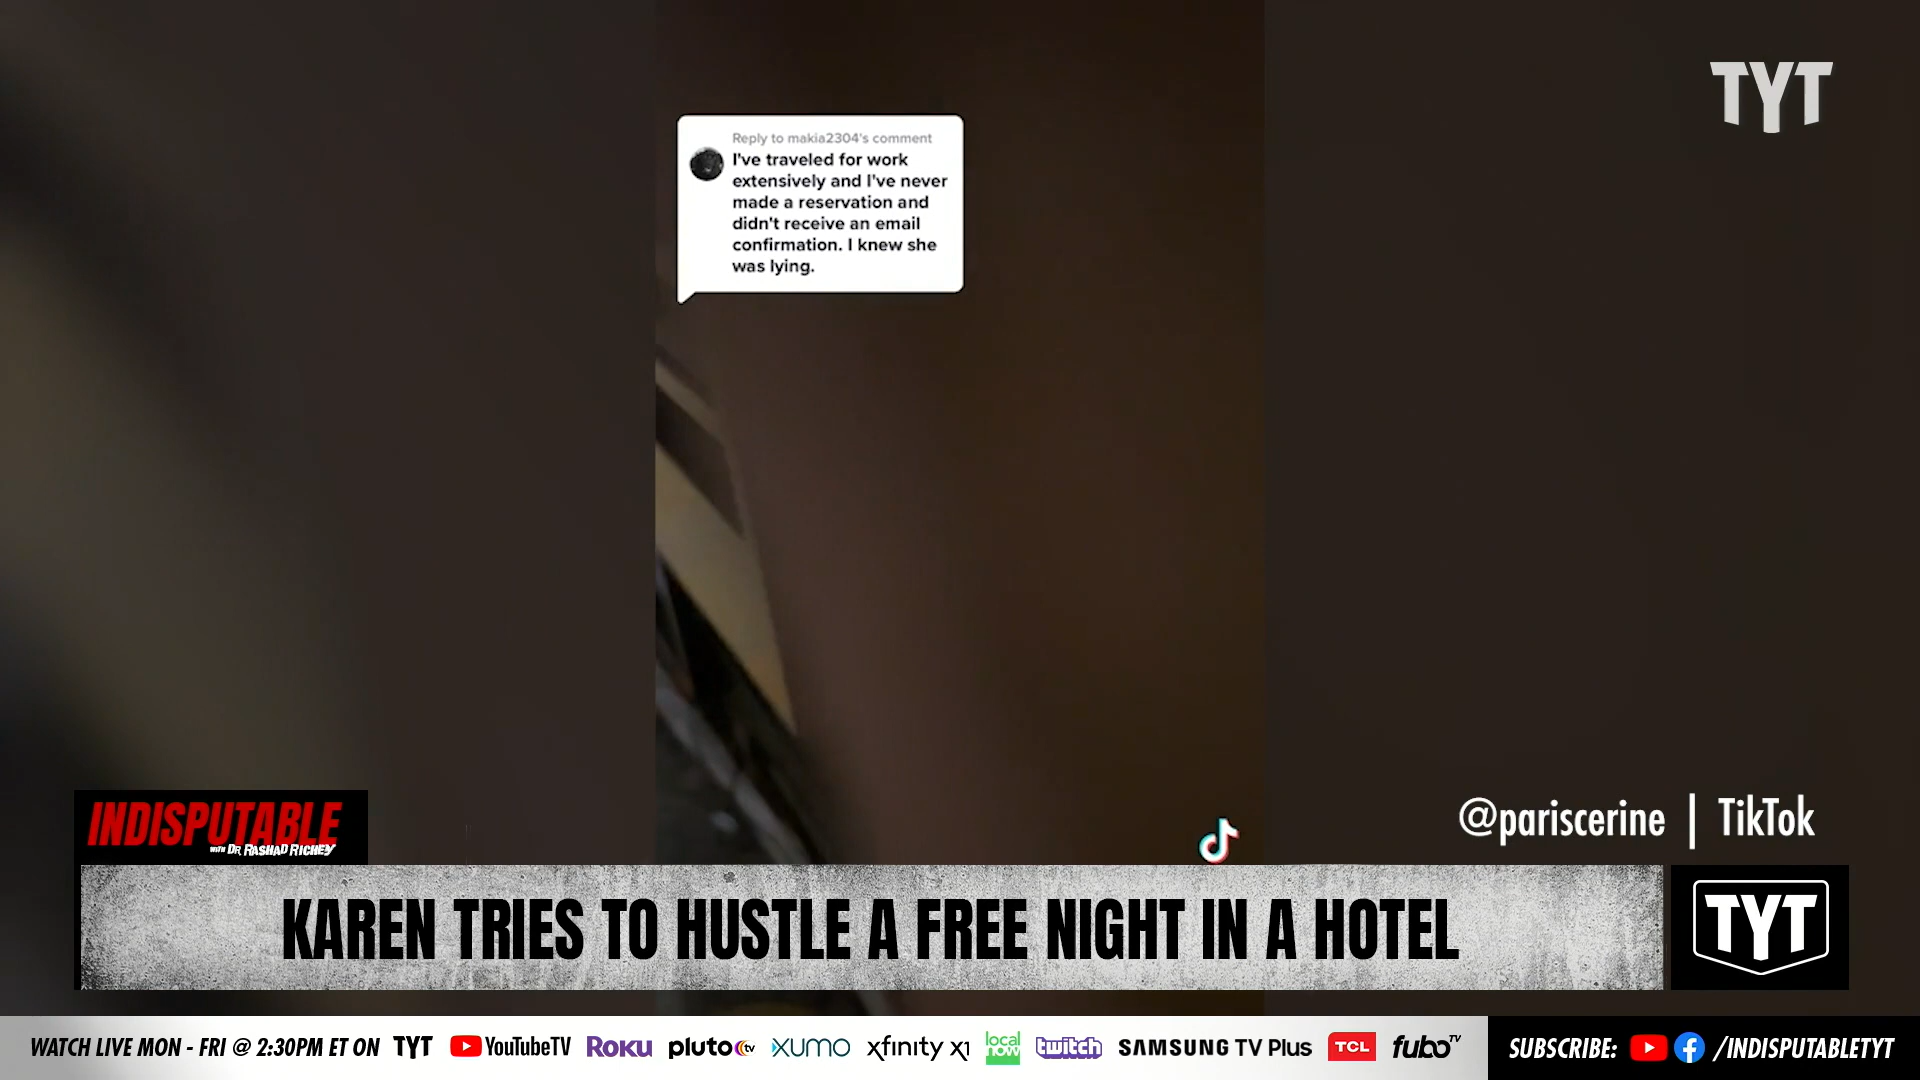 TYT
Reply to makia2304's comment
I've traveled for work
extensively and I've never
made a reservation and
didn't receive an email
confirmation. I knew she
was lying.
@pariscerine | TikTok
INDISPUTABLE
WITH DR RASHAD RICHEY
KAREN TRIES TO HUSTLE A FREE NIGHT IN A HOTEL
TYT
WATCH LIVE MON - FRI @ 2:30PM ET ON TYT YouTubeTV ROKU pluto tv XUMO xfinity x1 local now twitch SAMSUNG TV Plus TCL fubo TV SUBSCRIBE: /INDISPUTABLETYT